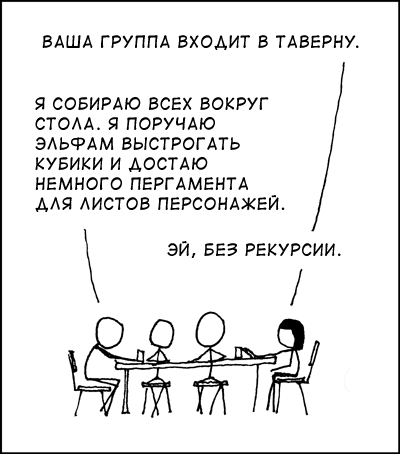 ВАША ГРУППА ВХОДИТ В ТАВЕРНУ.
Я СОБИРАЮ ВСЕХ ВОКРУГ
СТОЛА. Я ПОРУЧАЮ
ЭЛЬФАМ ВЫСТРОГАТЬ
КУБИКИ И ДОСТАЮ
НЕМНОГО ПЕРГАМЕНТА
ДЛЯ ЛИСТОВ ПЕРСОНАЖЕЙ.
ЭЙ, БЕЗ РЕКУРСИИ.